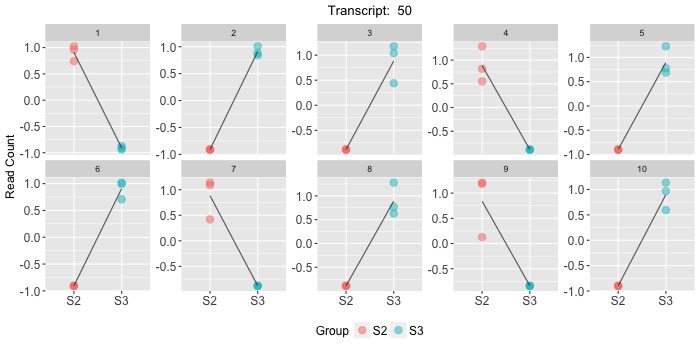 Transcript: 50
1 2 3 4 5
1.0 1.0 1.0 1.0 1.0
0.5 0.5 0.5 0.5 0.5
0.0 0.0 0.0 0.0 0.0
-0.5 -0.5 -0.5 -0.5 -0.5
-1.0 -1.0 -1.0
Read Count
6 7 8 9 10
1.0 1.0 1.0 1.0 1.0
0.5 0.5 0.5 0.5 0.5
0.0 0.0 0.0 0.0 0.0
-0.5 -0.5 -0.5 -0.5 -0.5
-1.0 -1.0
S2 S3 S2 S3 S2 S3 S2 S3 S2 S3
Group S2 S3